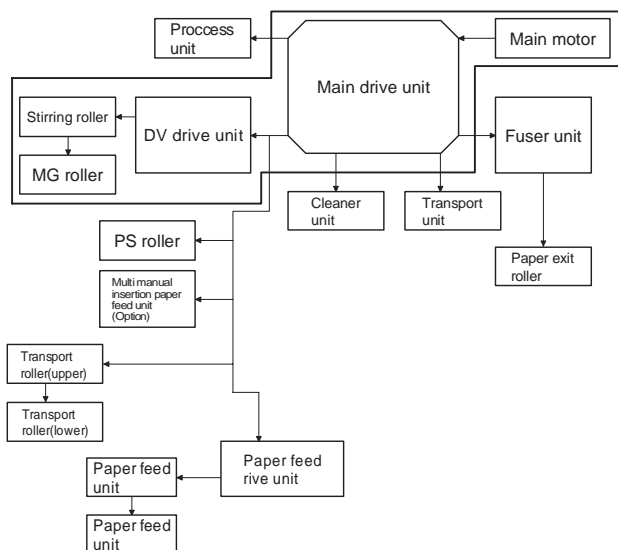 Proccess
unit
Main drive unit
Main motor
Stirring roller
DV drive unit
MG roller
Fuser unit
Cleaner
unit
Transport
unit
PS roller
Paper exit
roller
Multi manual
insertion paper
feed unit
(Option)
Transport
roller(upper)
Transport
roller(lower)
Paper feed
rive unit
Paper feed
unit
Paper feed
unit